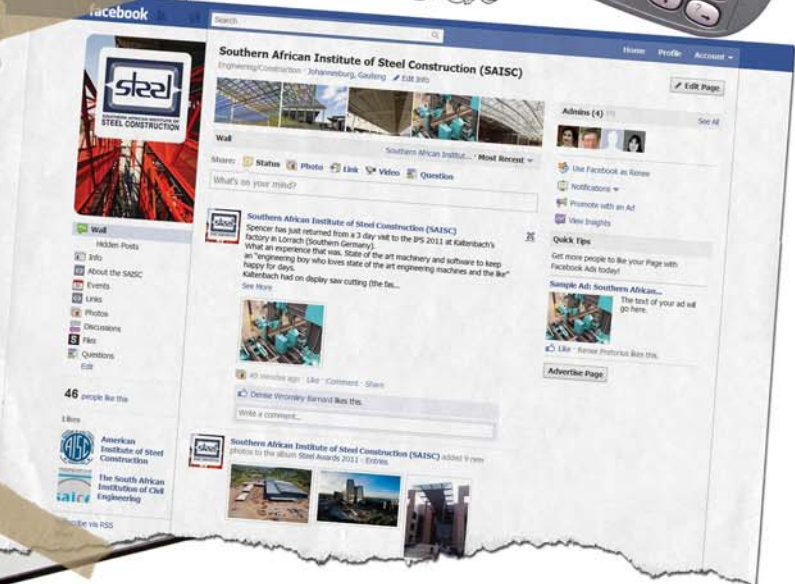 facebook
Search
Home Profile Account
steel
SOUTHERN AFRICAN INSTITUTE OF
STEEL CONSTRUCTION
Southern African Institute of Steel Construction (SAISC)
Engineering/Construction · Johannesburg, Gauteng Edit Info
Edit Page
Wall
Southern African Institut... · Most Recent
Share: Status Photo Link Video Question
What's on your mind?
Southern African Institute of Steel Construction (SAISC)
Spencer has just returned from a 3 day visit to the IPS 2011 at Kaltenbach's
factory in Lorrach (Southern Germany).
What an experience that was. State of the art machinery and software to keep
an "engineering boy who loves state of the art engineering machines and the like"
happy for days.
Kaltenbach had on display saw cutting (the fas...
See More
45 minutes ago · Like · Comment · Share
Denise Barnard likes this.
Write a comment...
Southern African Institute of Steel Construction (SAISC) added 9 new
photos to the album Steel Awards 2011 - Entries.
Wall
Hidden Posts
Info
About the SAISC
Events
Links
Photos
Discussions
Files
Questions
Edit
46 people like this
Likes
American
Institute of Steel
Construction
The South African
Institution of Civil
Engineering
via RSS
Admins (4)
See All
Use Facebook as Renee
Notifications
Promote with an Ad
View Insights
Quick Tips
Get more people to like your Page with
Facebook Ads today!
Sample Ad: Southern African...
The text of your ad will
go here.
Like · Renee Pretorius likes this.
Advertise Page